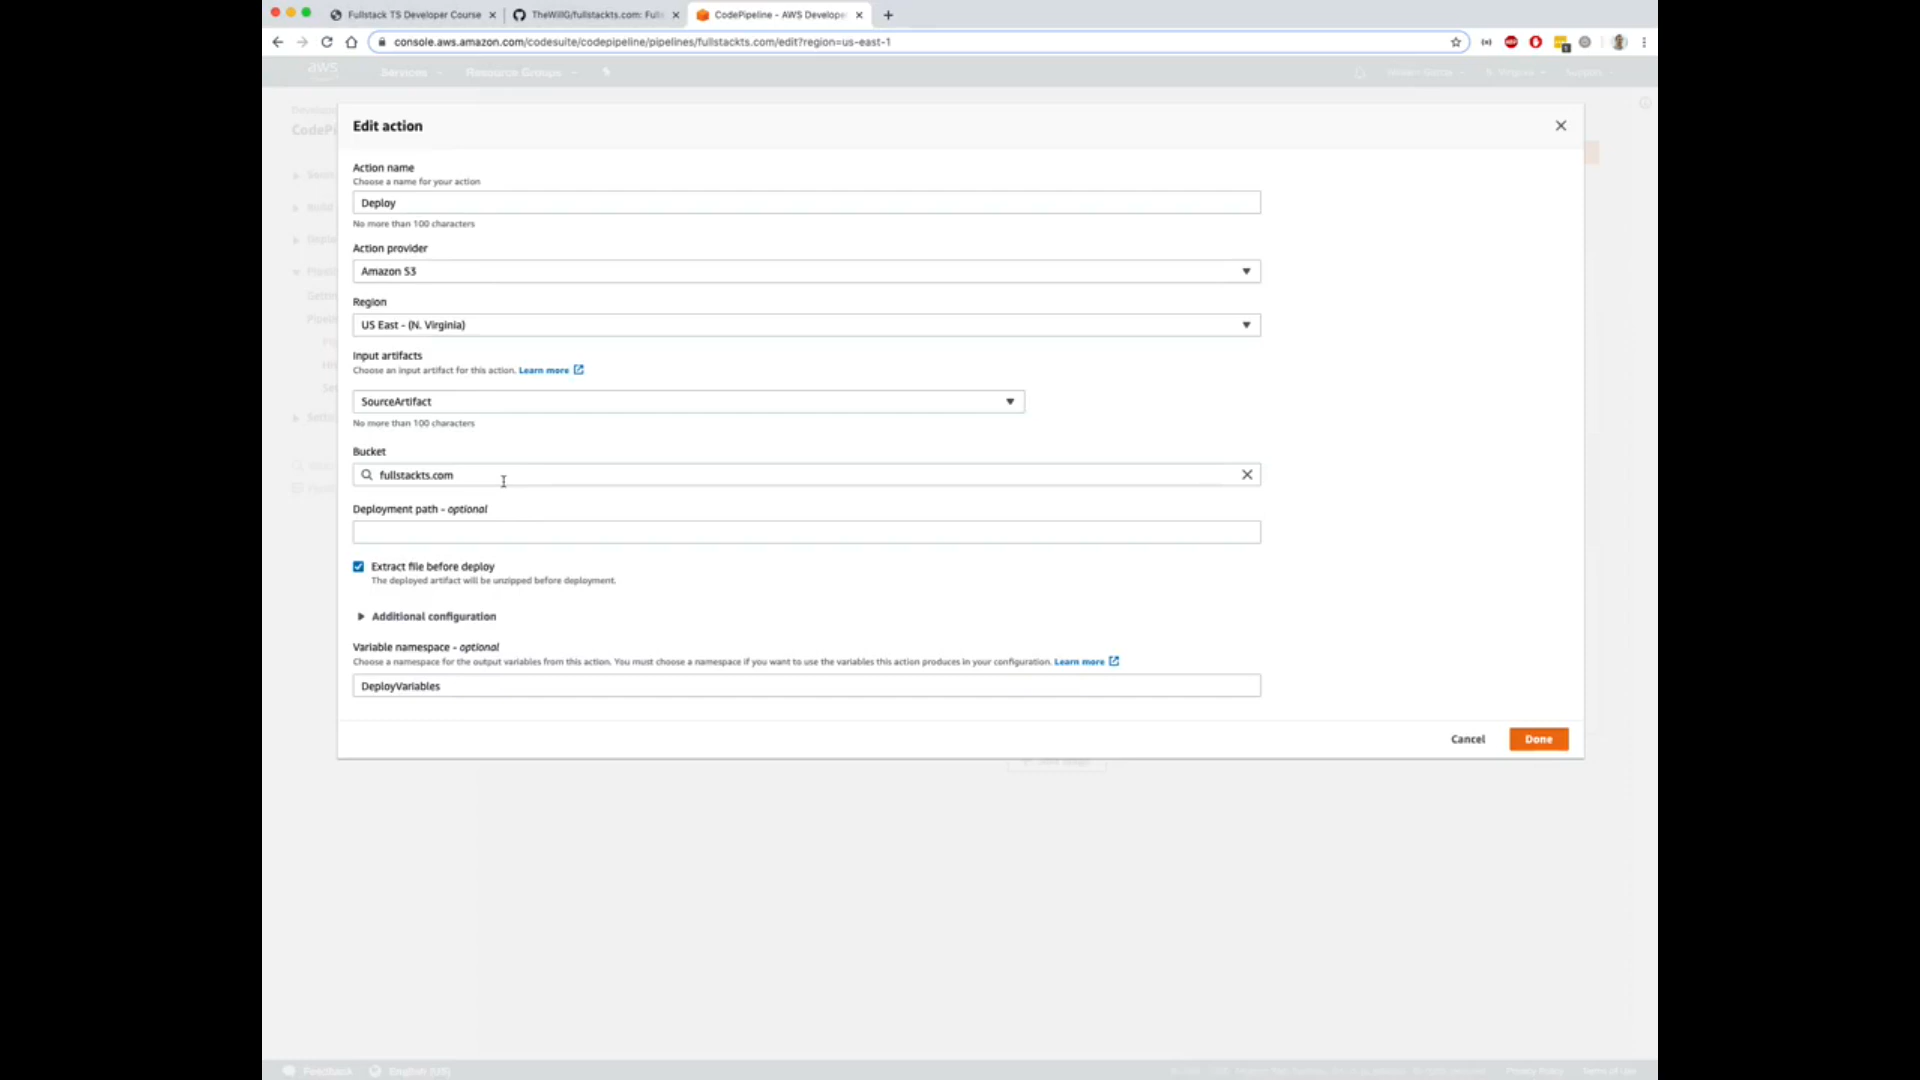 Fullstack TS Developer Course
TheWillG/fullstackts.com: Full
CodePipeline - AWS Develope
console.aws.amazon.com/codesuite/codepipeline/pipelines/fullstackts.com/edit?region=us-east-1
aws
Services
Resource Groups
Support
CodePi
Edit action
Action name
Choose a name for your action
Deploy
No more than 100 characters
Action provider
Amazon S3
Region
US East - (N. Virginia)
Input artifacts
Choose an input artifact for this action. Learn more
SourceArtifact
No more than 100 characters
Bucket
fullstackts.com
Deployment path - optional
Extract file before deploy
The deployed artifact will be unzipped before deployment.
Additional configuration
Variable namespace - optional
Choose a namespace for the output variables from this action. You must choose a namespace if you want to use the variables this action produces in your configuration. Learn more
DeployVariables
Cancel
Done
Feedback
English (US)
Privacy Policy
Terms of Use